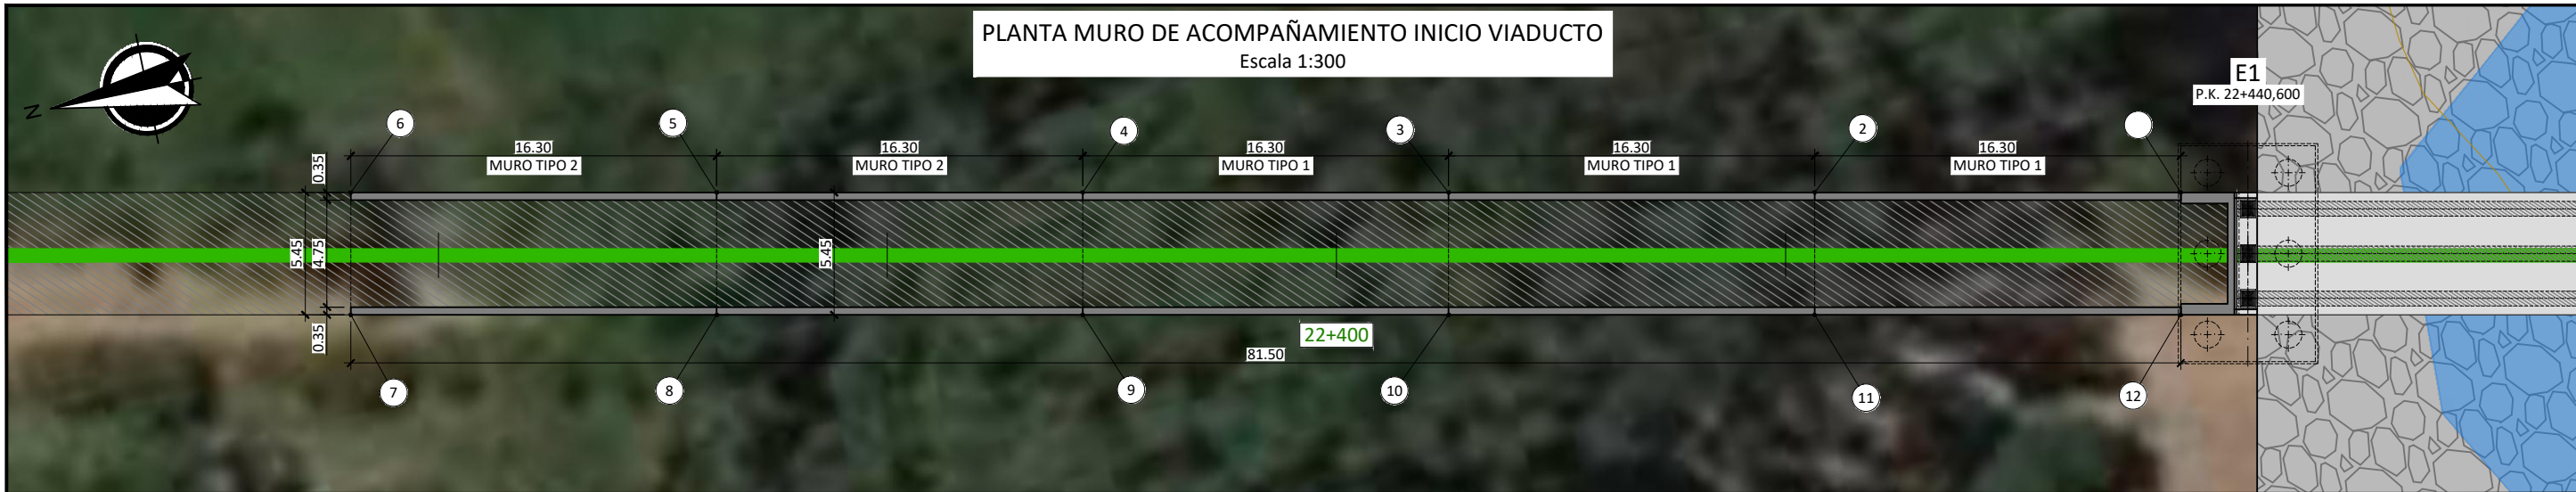 PLANTA MURO DE ACOMPAÑAMIENTO INICIO VIADUCTO
Escala 1:300
N
E1
P.K. 22+440,600
6
5
4
3
2
16.30
16.30
16.30
16.30
16.30
MURO TIPO 2
MURO TIPO 2
MURO TIPO 1
MURO TIPO 1
MURO TIPO 1
0.35
5.45
4.75
5.45
0.35
22+400
81.50
7
8
9
10
11
12